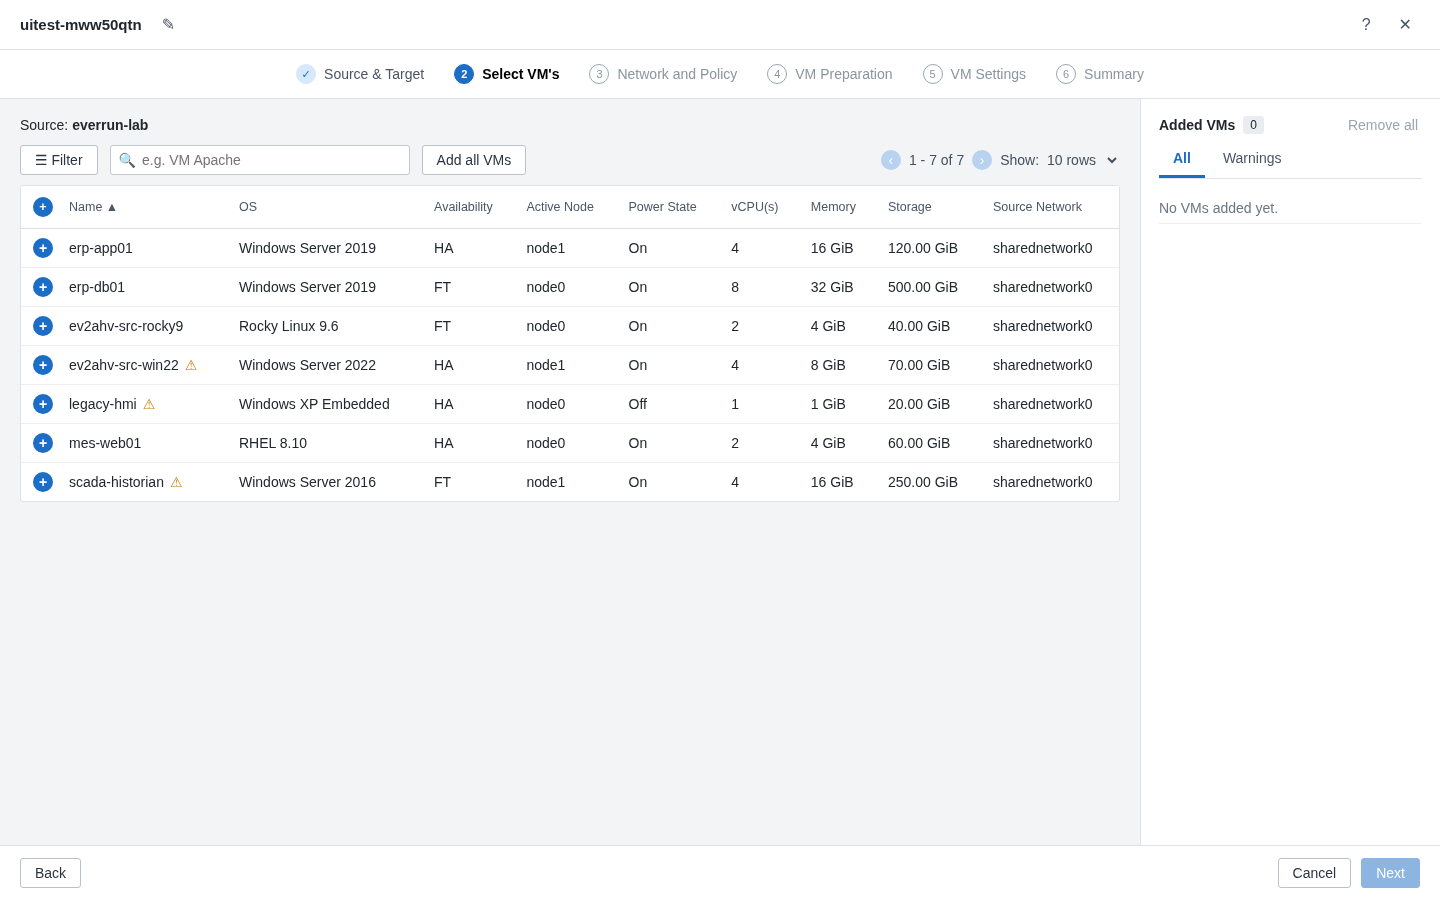 uitest-mww50qtn ✎ ? ✕
✓ Source & Target 2 Select VM's 3 Network and Policy 4 VM Preparation 5 VM Settings 6 Summary
Source: everrun-lab
☰ Filter 🔍 e.g. VM Apache Add all VMs ‹ 1 - 7 of 7 › Show: 10 rows
+ Name ▲ OS Availability Active Node Power State vCPU(s) Memory Storage Source Network
+ erp-app01 Windows Server 2019 HA node1 On 4 16 GiB 120.00 GiB sharednetwork0
+ erp-db01 Windows Server 2019 FT node0 On 8 32 GiB 500.00 GiB sharednetwork0
+ ev2ahv-src-rocky9 Rocky Linux 9.6 FT node0 On 2 4 GiB 40.00 GiB sharednetwork0
+ ev2ahv-src-win22 ⚠ Windows Server 2022 HA node1 On 4 8 GiB 70.00 GiB sharednetwork0
+ legacy-hmi ⚠ Windows XP Embedded HA node0 Off 1 1 GiB 20.00 GiB sharednetwork0
+ mes-web01 RHEL 8.10 HA node0 On 2 4 GiB 60.00 GiB sharednetwork0
+ scada-historian ⚠ Windows Server 2016 FT node1 On 4 16 GiB 250.00 GiB sharednetwork0
Added VMs 0 Remove all
All Warnings
No VMs added yet.
Back Cancel Next